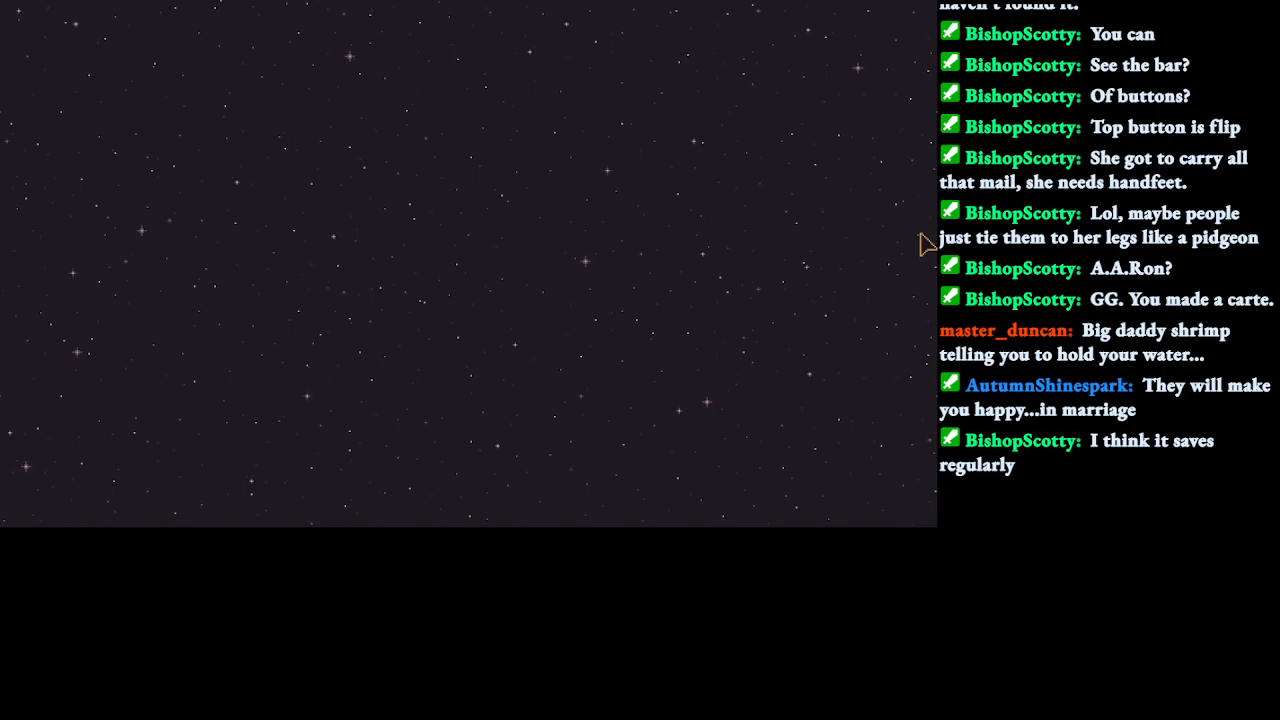 haven't found it.
BishopScotty: You can
BishopScotty: See the bar?
BishopScotty: Of buttons?
BishopScotty: Top button is flip
BishopScotty: She got to carry all
that mail, she needs handfeet.
BishopScotty: Lol, maybe people
just tie them to her legs like a pidgeon
BishopScotty: A.A.Ron?
BishopScotty: GG. You made a carte.
master_duncan: Big daddy shrimp
telling you to hold your water...
AutumnShinespark: They will make
you happy...in marriage
BishopScotty: I think it saves
regularly